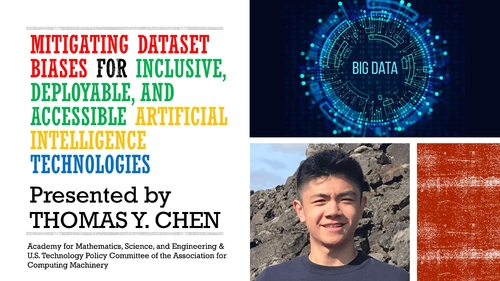 MITIGATING DATASET
BIASES FOR INCLUSIVE,
DEPLOYABLE, AND
ACCESSIBLE ARTIFICIAL
INTELLIGENCE
TECHNOLOGIES
Presented by
THOMAS Y. CHEN
Academy for Mathematics, Science, and Engineering &
U.S. Technology Policy Committee of the Association for
Computing Machinery
BIG DATA